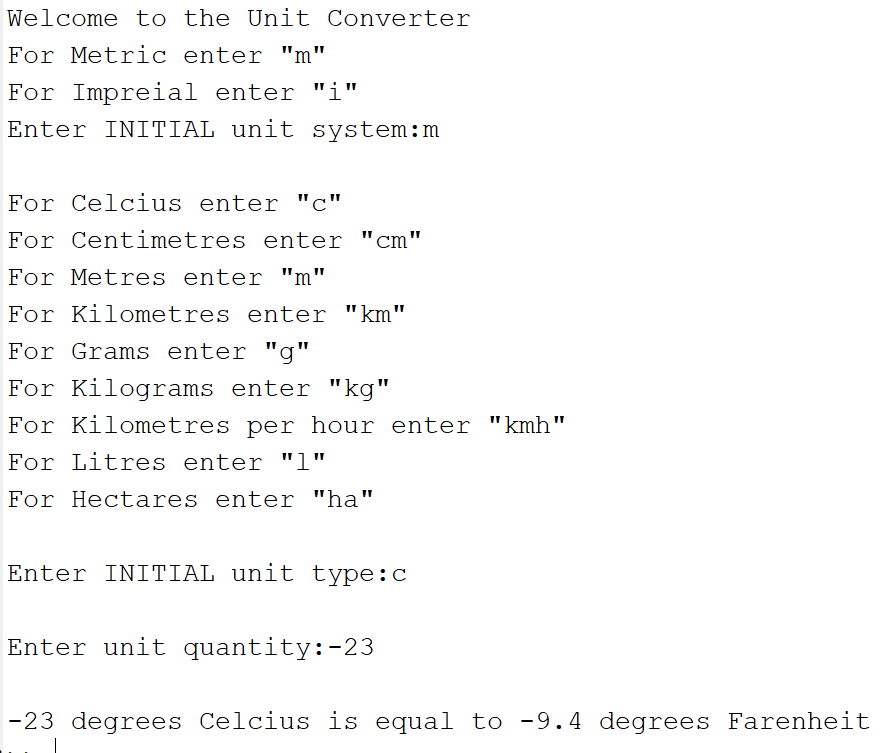 Welcome to the Unit Converter
For Metric enter "m"
For Impreial enter "i"
Enter INITIAL unit system:m
For Celcius enter "c"
For Centimetres enter "cm"
For Metres enter "m"
For Kilometres enter "km"
For Grams enter "g"
For Kilograms enter "kg"
For Kilometres per hour enter "kmh"
For Litres enter "l"
For Hectares enter "ha"
Enter INITIAL unit type:c
Enter unit quantity:-23
-23 degrees Celcius is equal to -9.4 degrees Farenheit